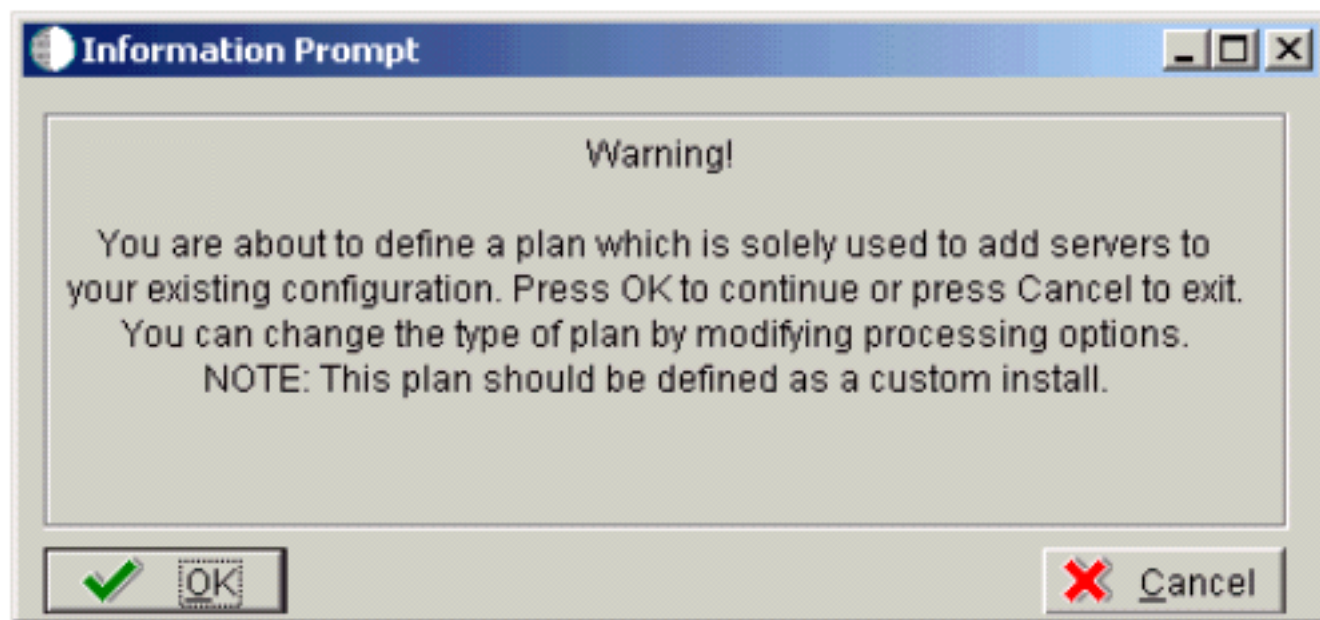 Information Prompt
Warning!
You are about to define a plan which is solely used to add servers to
your existing configuration. Press OK to continue or press Cancel to exit.
You can change the type of plan by modifying processing options.
NOTE: This plan should be defined as a custom install.
OK
Cancel